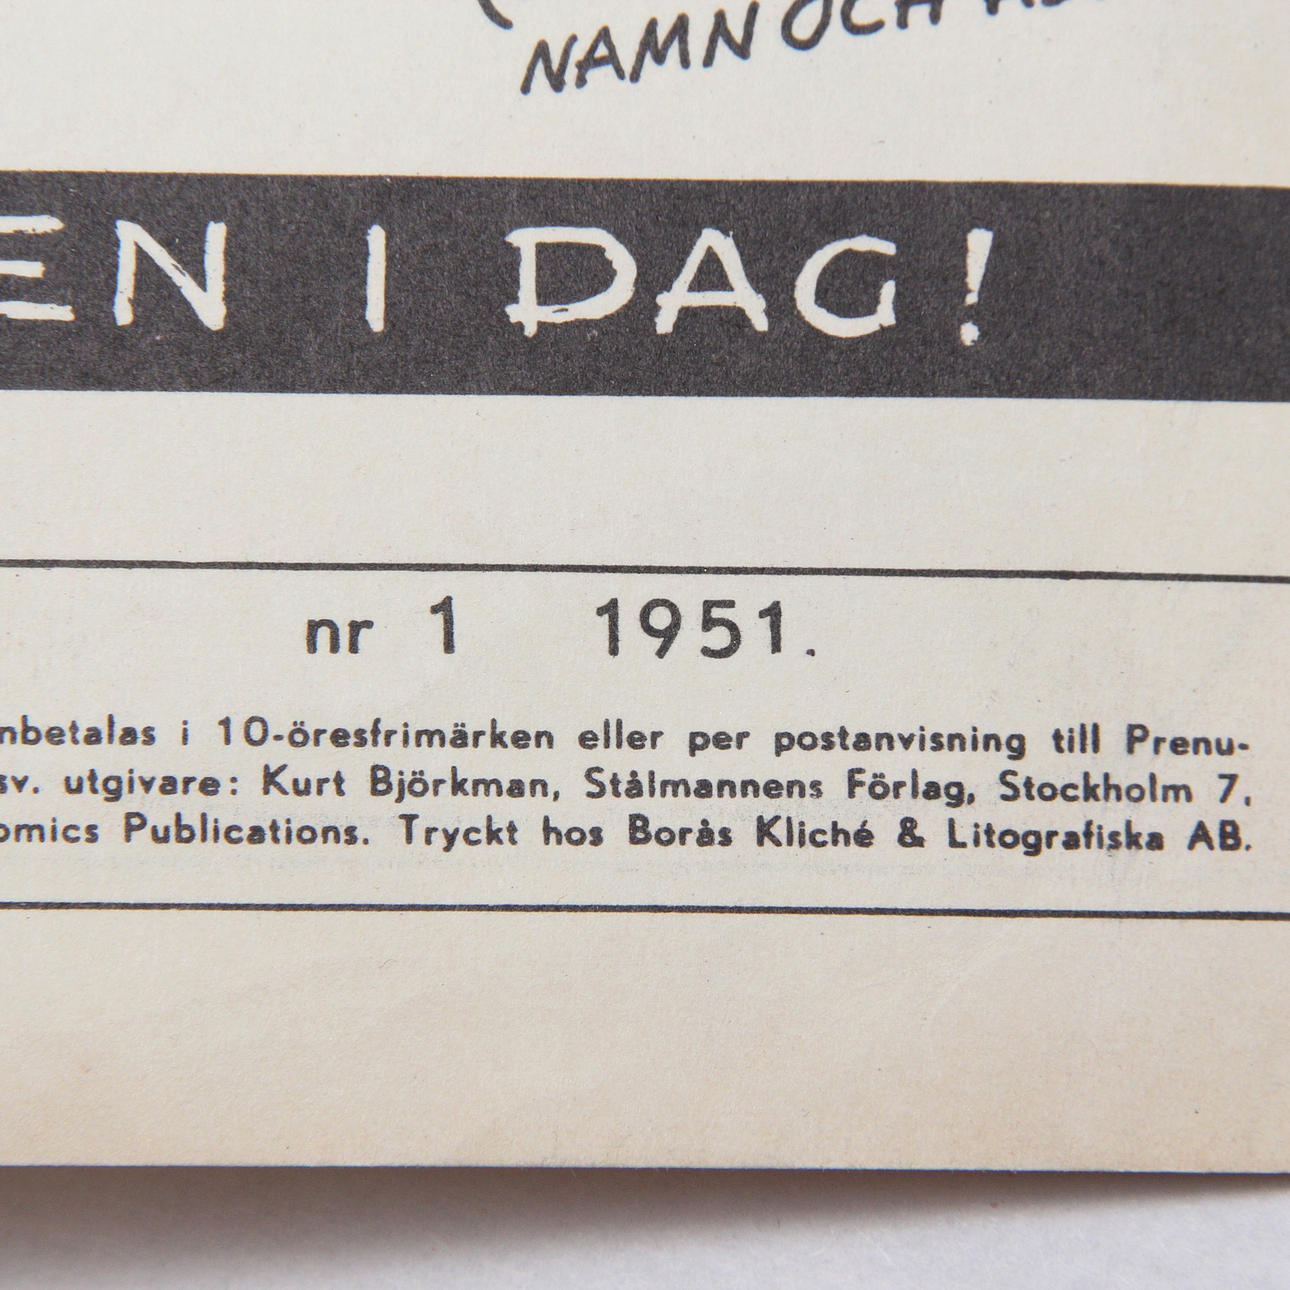 NAMN OCH
EN I DAG!
nr 1 1951.
nbetalas i 10-öresfrimärken eller per postanvisning till Prenu-
sv. utgivare: Kurt Björkman, Stålmannens Förlag, Stockholm 7,
omics Publications. Tryckt hos Borås Kliché & Litografiska AB.